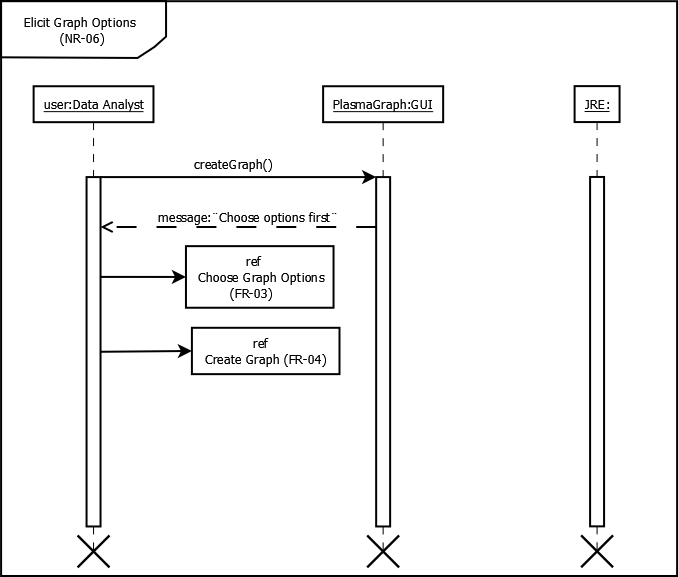 Elicit Graph Options
(NR-06)
user:Data Analyst
PlasmaGraph:GUI
JRE:
createGraph()
message:¨Choose options first¨
ref
Choose Graph Options
(FR-03)
ref
Create Graph (FR-04)